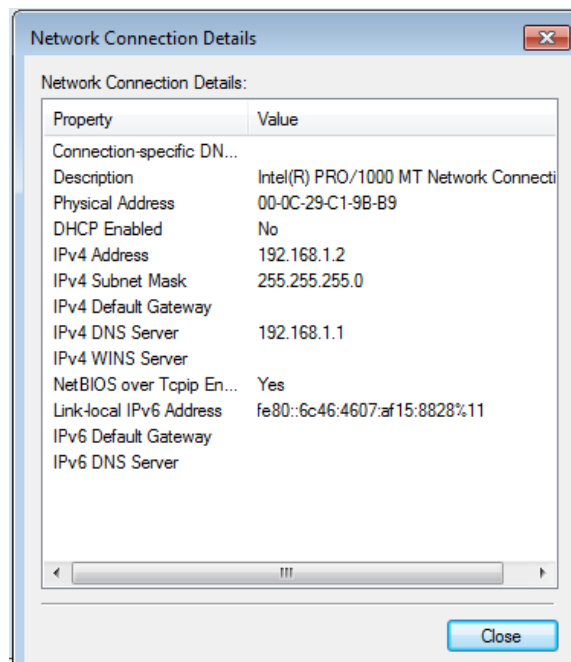 Network Connection Details
Network Connection Details:
Property Value
Connection-specific DN...
Description Intel(R) PRO/1000 MT Network Connecti
Physical Address 00-0C-29-C1-9B-B9
DHCP Enabled No
IPv4 Address 192.168.1.2
IPv4 Subnet Mask 255.255.255.0
IPv4 Default Gateway
IPv4 DNS Server 192.168.1.1
IPv4 WINS Server
NetBIOS over Tcpip En... Yes
Link-local IPv6 Address fe80::6c46:4607:af15:8828%11
IPv6 Default Gateway
IPv6 DNS Server
Close